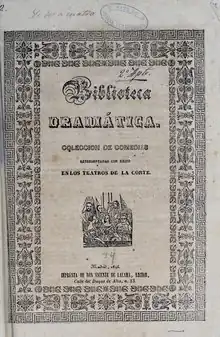 Biblioteca
DRAMÁTICA.
COLECCION DE COMEDIAS
REPRESENTADAS CON EXITO
EN LOS TEATROS DE LA CORTE.
Madrid, 1846.
IMPRENTA DE DON VICENTE DE LALAMA, EDITOR,
Calle del Duque de Alba, n. 13.